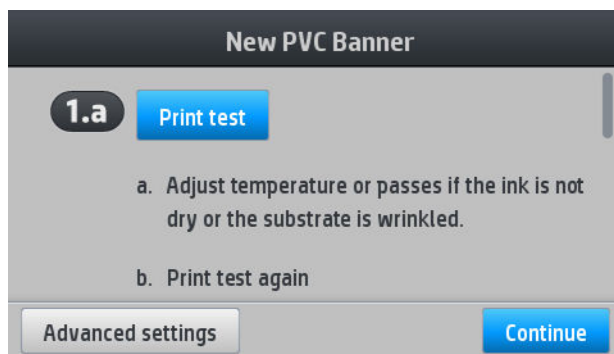 New PVC Banner
1.a Print test
a. Adjust temperature or passes if the ink is not
dry or the substrate is wrinkled.
b. Print test again
Advanced settings Continue